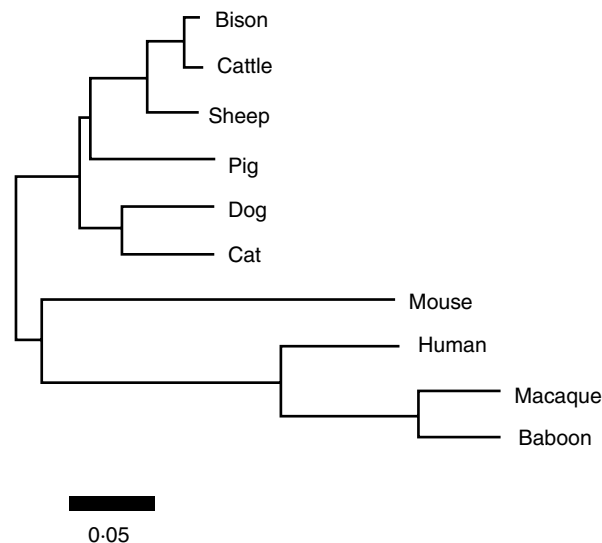 Bison
Cattle
Sheep
Pig
Dog
Cat
Mouse
Human
Macaque
Baboon
0·05